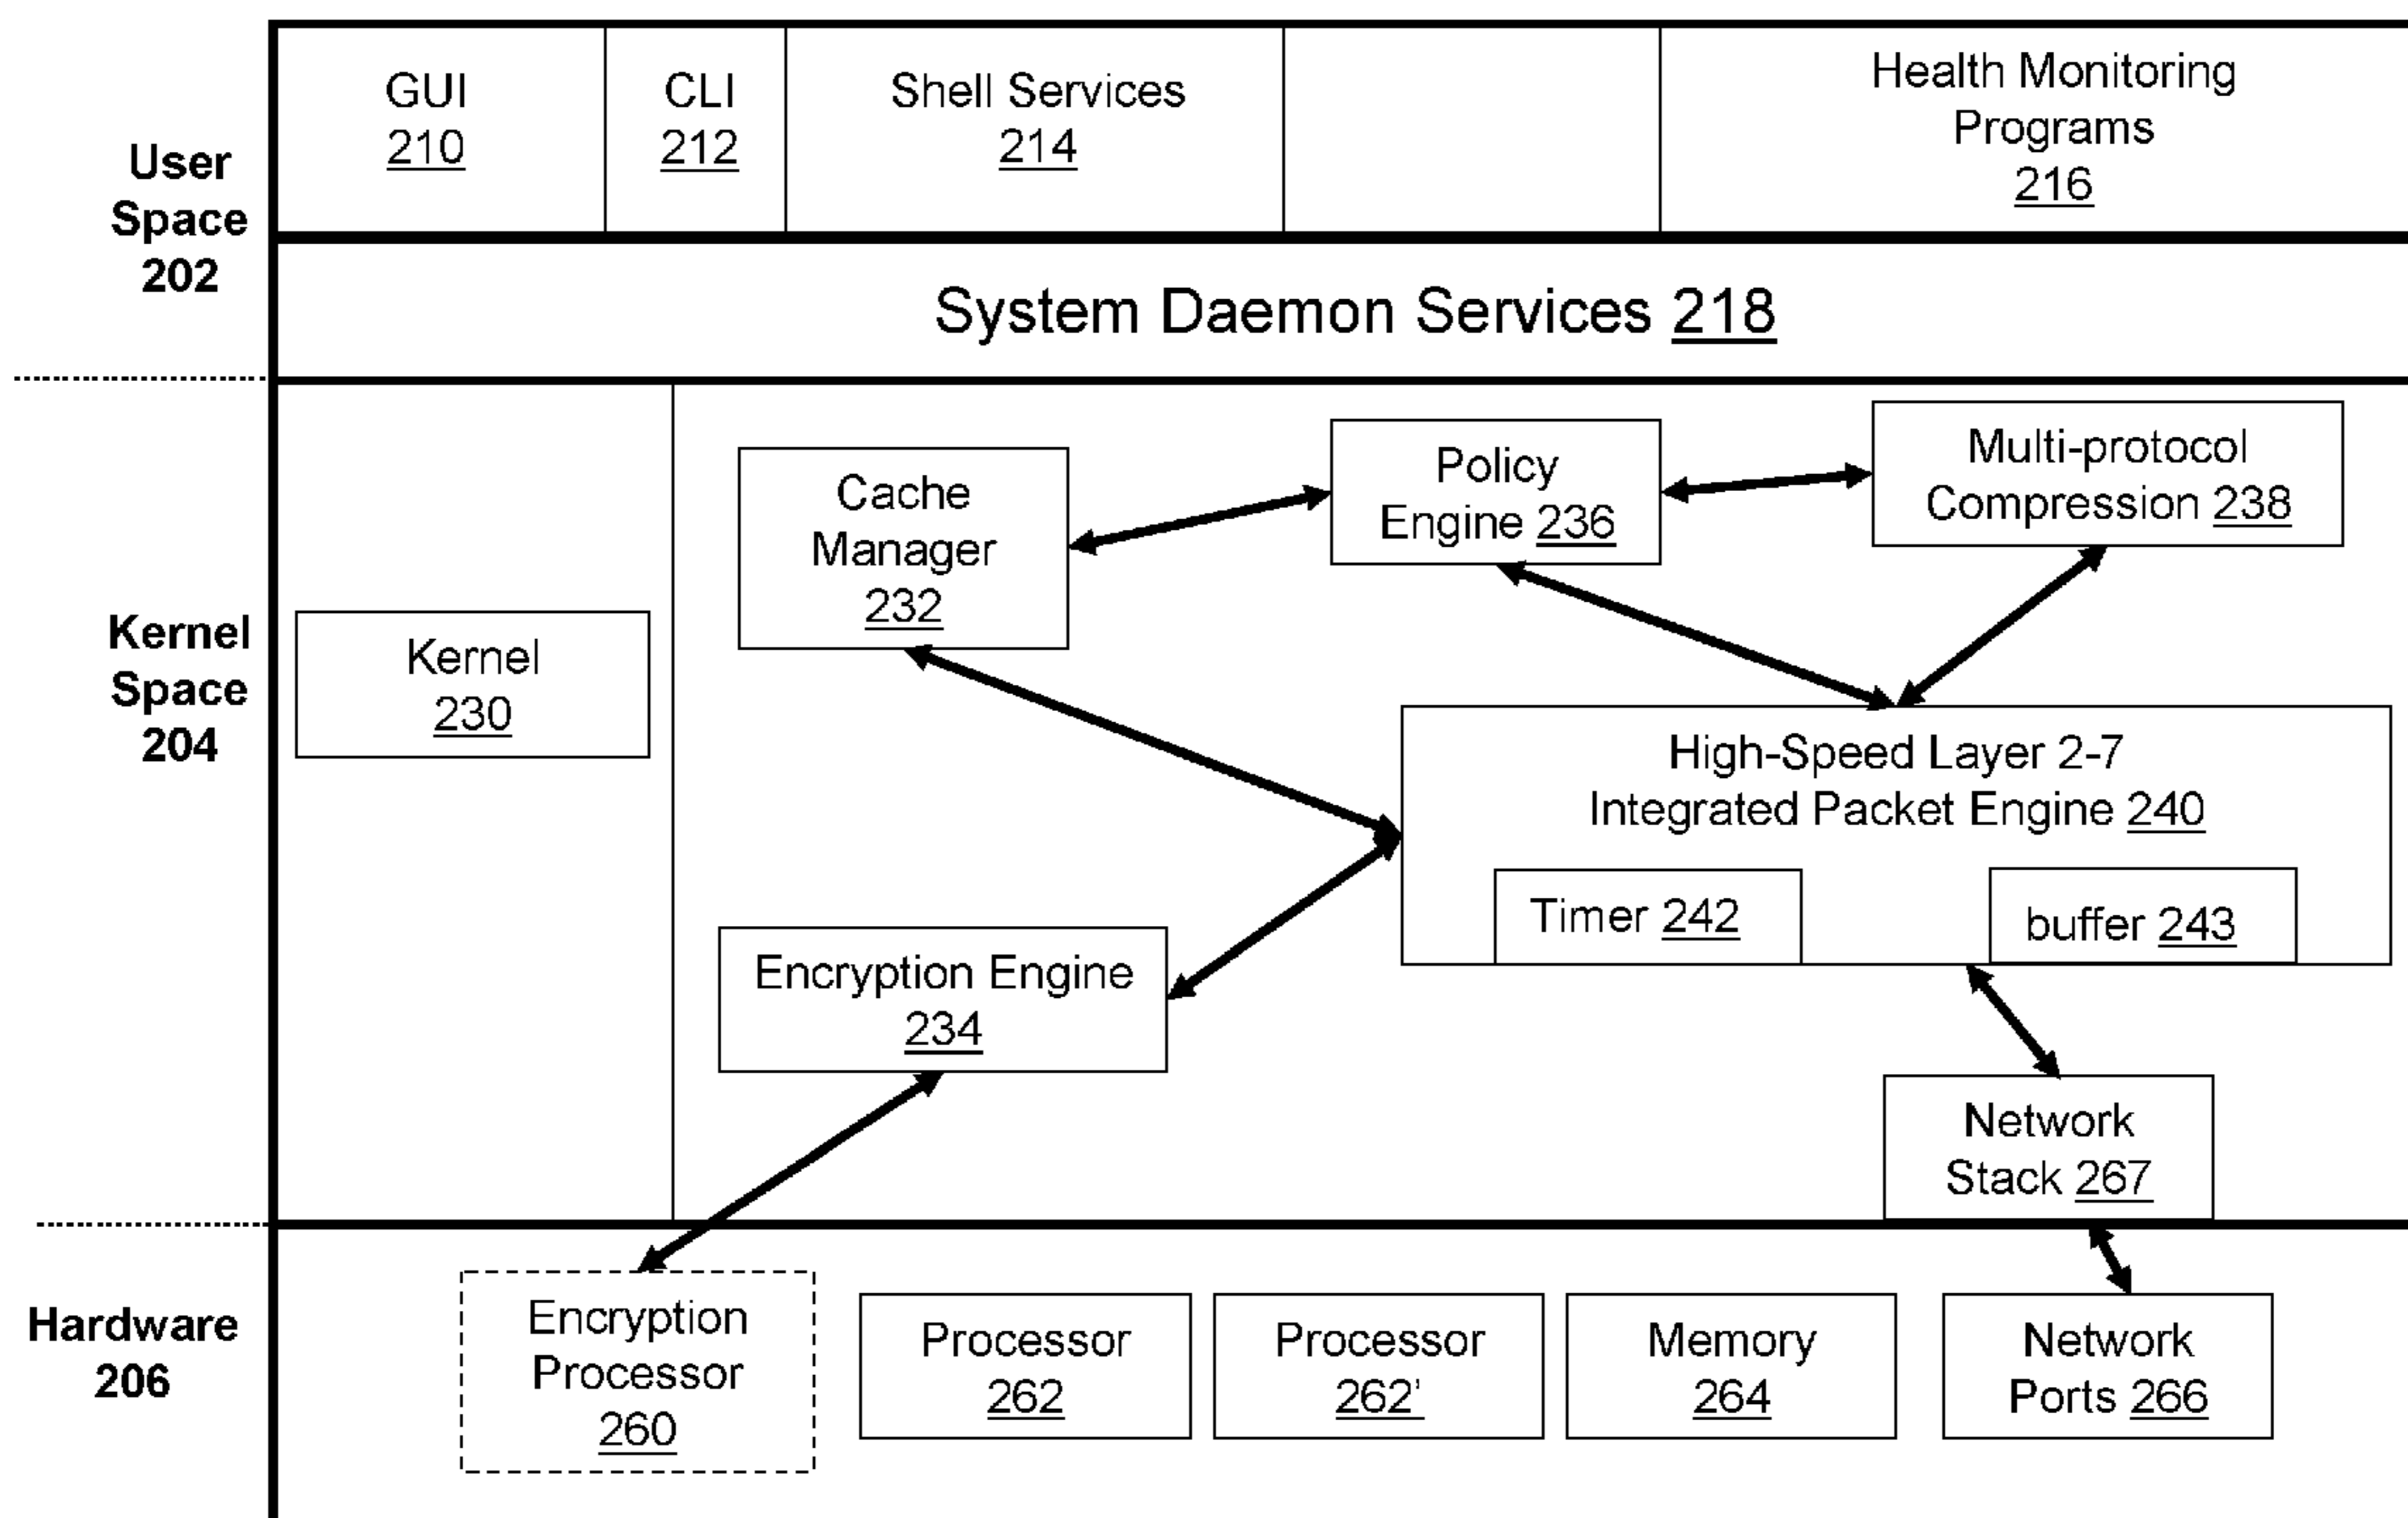 GUI
210
CLI
212
Shell Services
214
Health Monitoring
Programs
216
User
Space
202
System Daemon Services 218
Kernel
Space
204
Kernel
230
Cache
Manager
232
Policy
Engine 236
Multi-protocol
Compression 238
High-Speed Layer 2-7
Integrated Packet Engine 240
Timer 242
buffer 243
Encryption Engine
234
Network
Stack 267
Hardware
206
Encryption
Processor
260
Processor
262
Processor
262'
Memory
264
Network
Ports 266